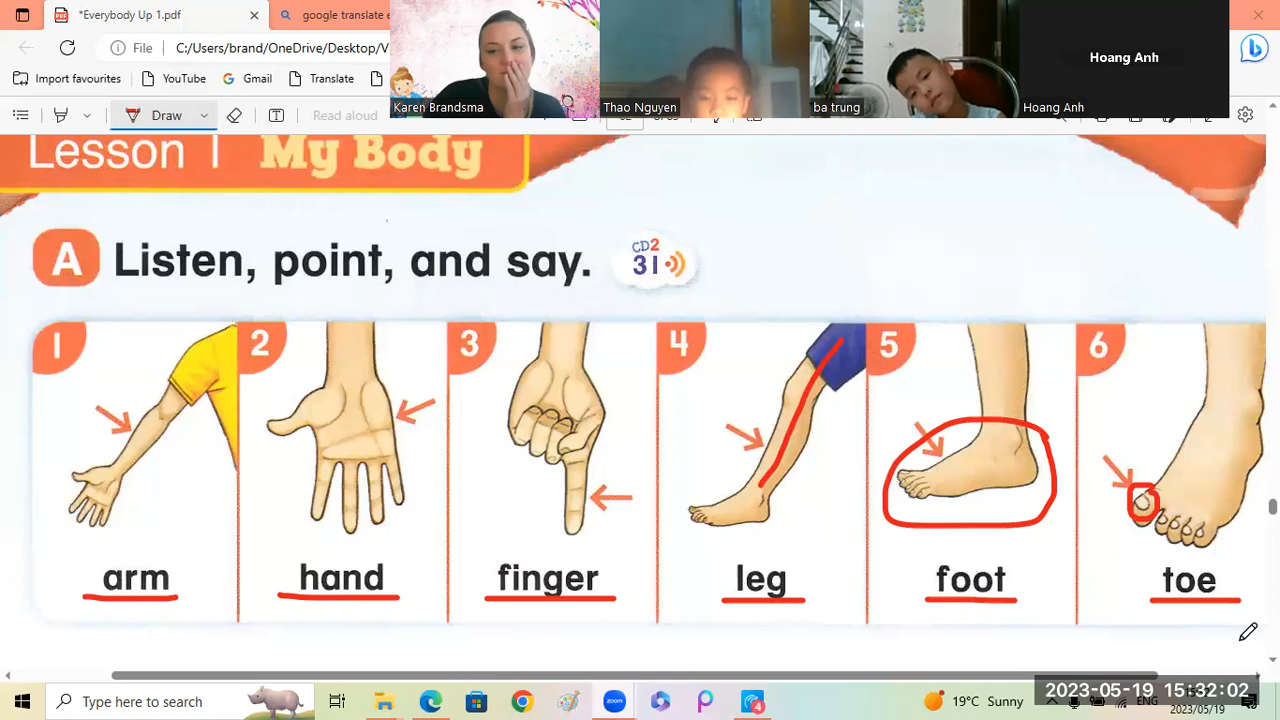 *Everybody Up 1.pdf
google translate e
File
C:/Users/brand/OneDrive/Desktop/V
Import favourites
YouTube
Gmail
Translate
Draw
Read aloud
Karen Brandsma
Thao Nguyen
ba trung
Hoang Anh
Hoang Anh
Lesson 1 My Body
A Listen, point, and say.
CD2
31
1
2
3
4
5
6
arm
hand
finger
leg
foot
toe
Type here to search
4
19°C Sunny
ENG
2023-05-19 15:32:02
2023/05/19